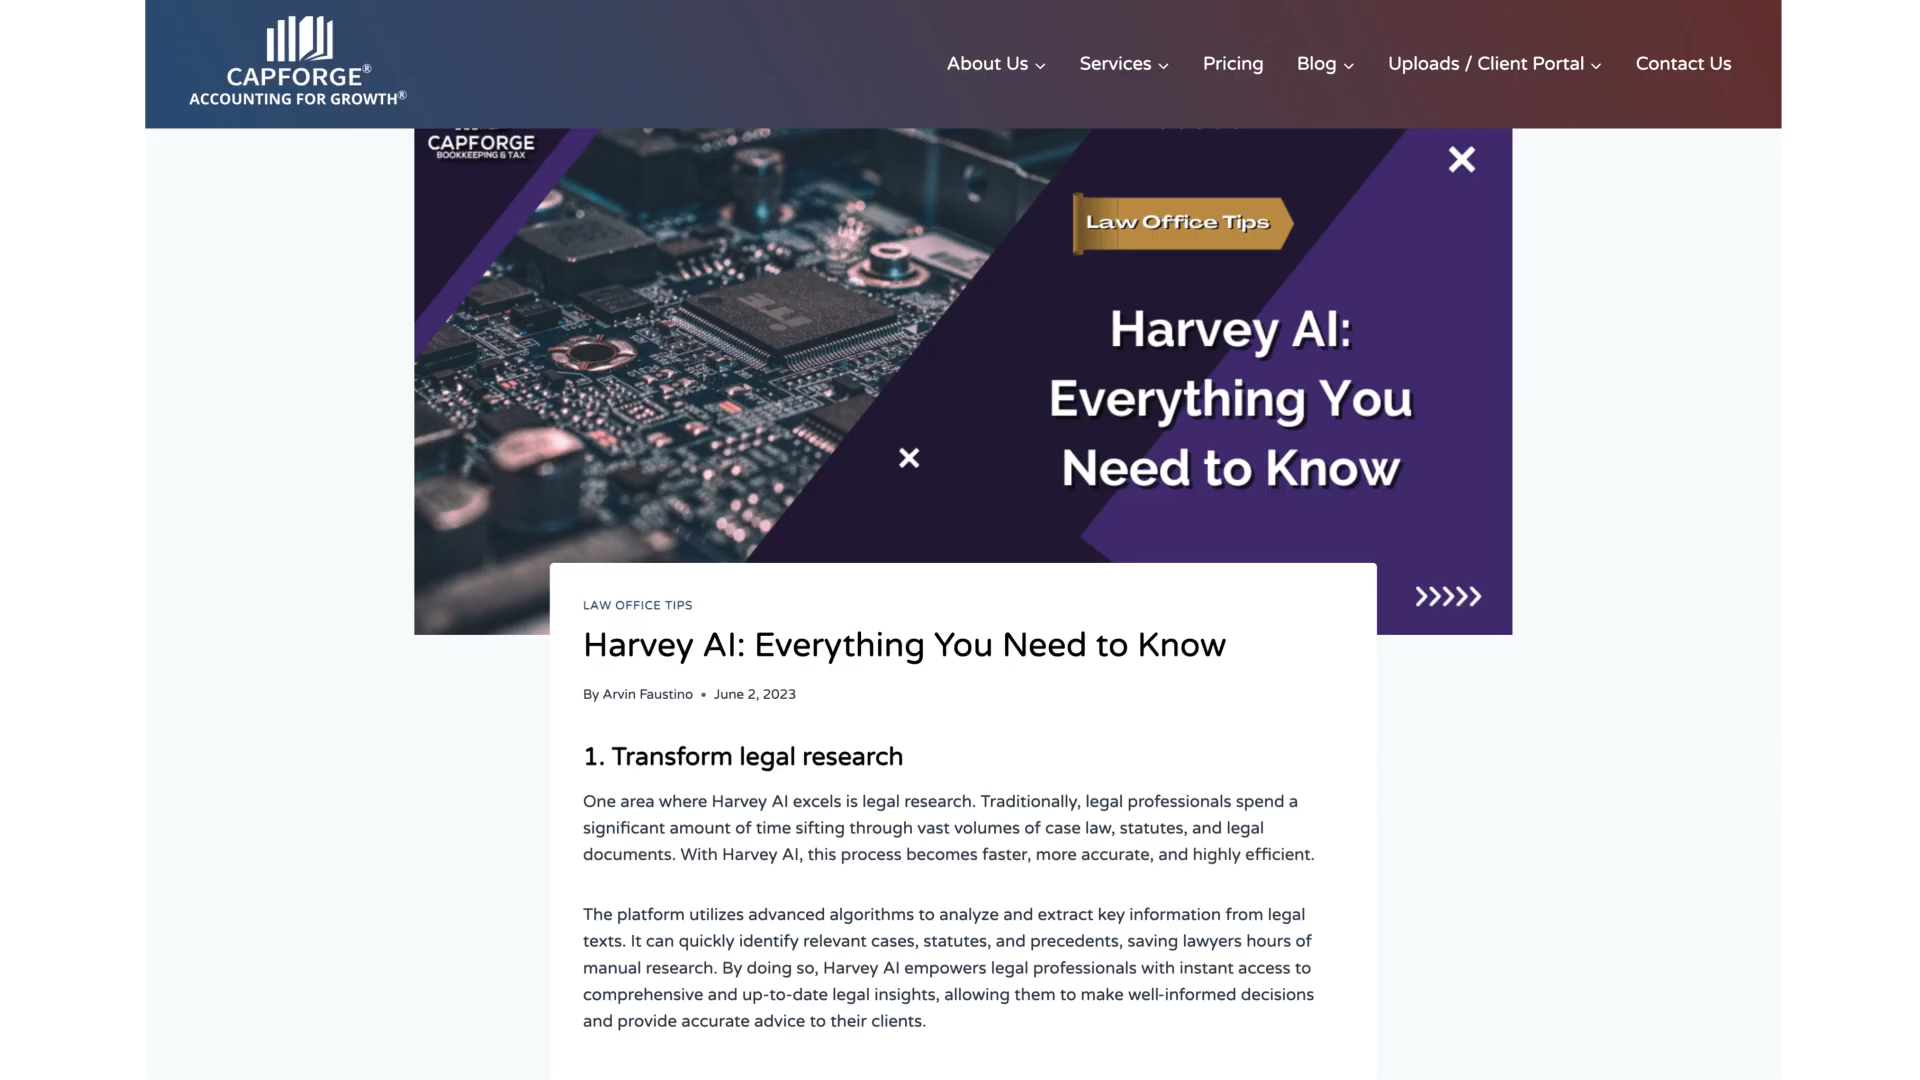 CAPFORGE®
ACCOUNTING FOR GROWTH®
About Us
Services
Pricing
Blog
Uploads / Client Portal
Contact Us
CAPFORGE
BOOKKEEPING & TAX
Law Office Tips
Harvey AI:
Everything You
Need to Know
LAW OFFICE TIPS
Harvey AI: Everything You Need to Know
By Arvin Faustino • June 2, 2023
1. Transform legal research
One area where Harvey AI excels is legal research. Traditionally, legal professionals spend a
significant amount of time sifting through vast volumes of case law, statutes, and legal
documents. With Harvey AI, this process becomes faster, more accurate, and highly efficient.
The platform utilizes advanced algorithms to analyze and extract key information from legal
texts. It can quickly identify relevant cases, statutes, and precedents, saving lawyers hours of
manual research. By doing so, Harvey AI empowers legal professionals with instant access to
comprehensive and up-to-date legal insights, allowing them to make well-informed decisions
and provide accurate advice to their clients.